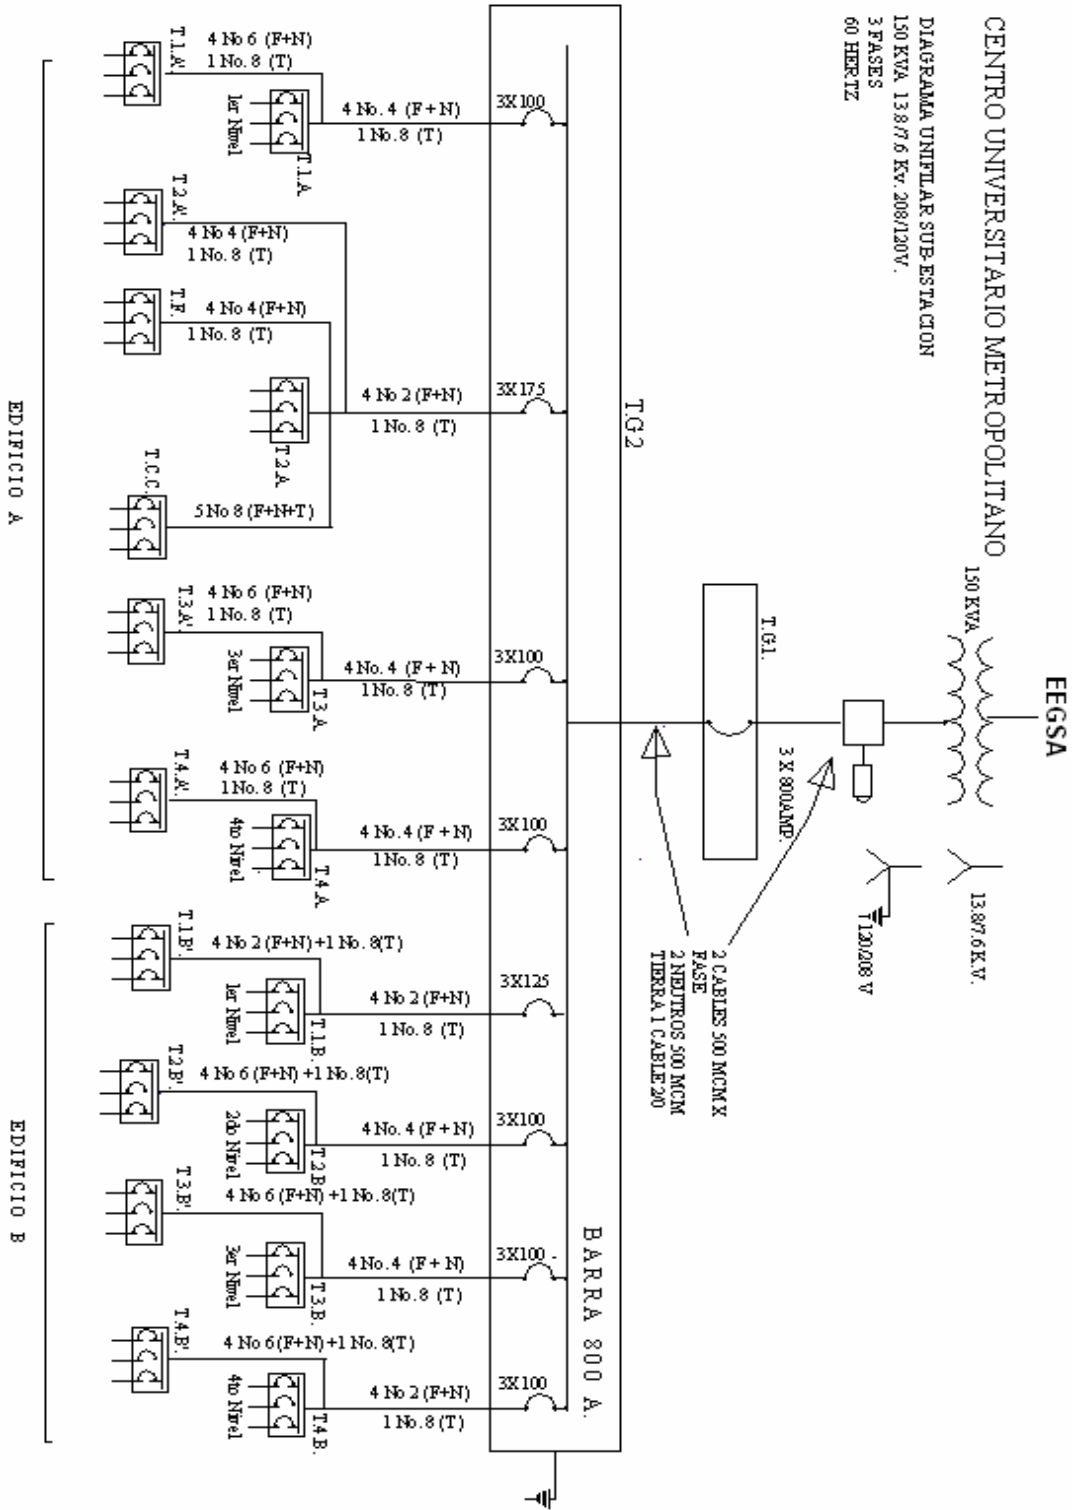 CENTRO UNIVERSITARIO METROPOLITANO
DIAGRAMA UNIFILAR SUB-ESTACION
150 KVA 13.8/7.6 Kv. 208/120V.
3 FASES
60 HERTZ
EEGSA
150 KVA
13.8/7.6 K.V.
120/208 V
T.G1.
3 X 800AMP.
2 CABLES 500 MCM X
FASE
2 NEUTROS 500 MCM
TIERRA 1 CABLE 2/0
T.G2
BARRA 800 A.
3X100
4 No. 4 (F + N)
1 No. 8 (T)
T.1.A
1er Nivel
4 No 6 (F+N)
1 No. 8 (T)
T.1.A'.
3X175
4 No 2 (F+N)
1 No. 8 (T)
T.2.A
T.2.A'.
4 No 4 (F+N)
1 No. 8 (T)
T.F.
4 No 4 (F+N)
1 No. 8 (T)
T.C.C.
5 No 8 (F+N+T)
3X100
4 No. 4 (F + N)
1 No. 8 (T)
T.3.A
3er Nivel
4 No 6 (F+N)
1 No. 8 (T)
T.3.A'.
3X100
4 No. 4 (F + N)
1 No. 8 (T)
T.4.A
4to Nivel
4 No 6 (F+N)
1 No. 8 (T)
T.4.A'.
3X125
4 No 2 (F+N)
1 No. 8 (T)
T.1.B.
1er Nivel
4 No 2 (F+N) +1 No. 8(T)
T.1.B'.
3X100
4 No. 4 (F + N)
1 No. 8 (T)
T.2.B
2do Nivel
4 No 6 (F+N) +1 No. 8(T)
T.2.B'.
3X100
4 No. 4 (F + N)
1 No. 8 (T)
T.3.B.
3er Nivel
4 No 6 (F+N) +1 No. 8(T)
T.3.B'.
3X100
4 No 2 (F+N)
1 No. 8 (T)
T.4.B.
4to Nivel
4 No 6 (F+N) +1 No. 8(T)
T.4.B'.
EDIFICIO A
EDIFICIO B